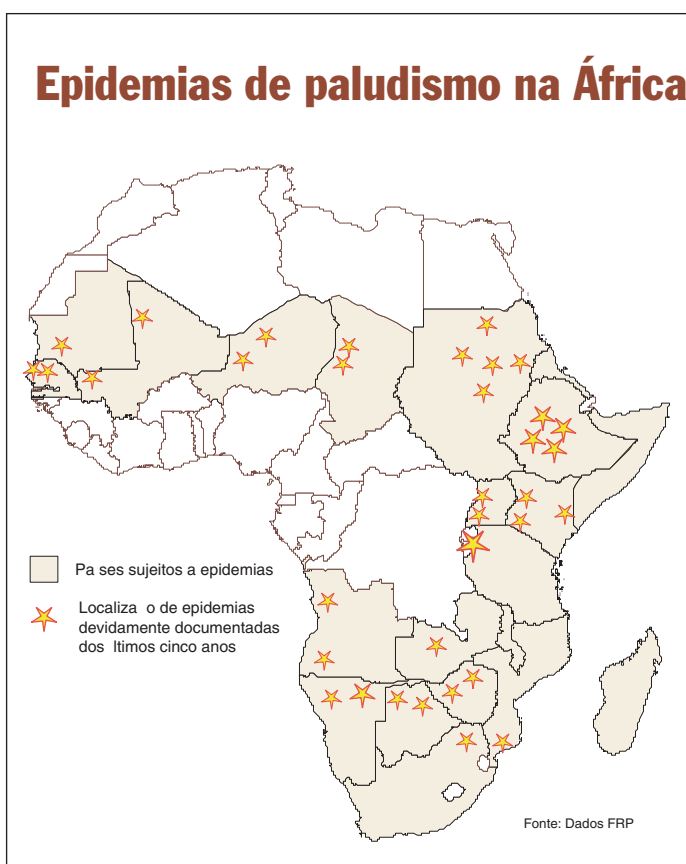 Epidemias de paludismo na África
Pa ses sujeitos a epidemias
Localiza o de epidemias
devidamente documentadas
dos ltimos cinco anos
Fonte: Dados FRP